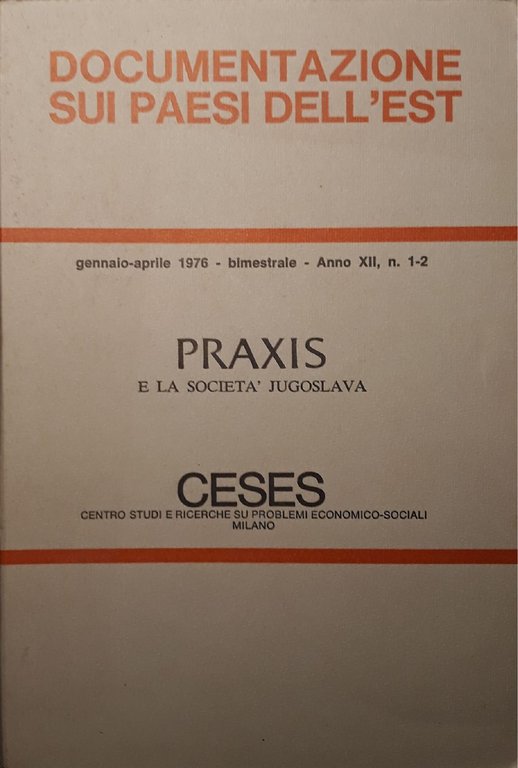 DOCUMENTAZIONE
SUI PAESI DELL'EST
gennaio-aprile 1976 - bimestrale - Anno XII, n. 1-2
PRAXIS
E LA SOCIETA' JUGOSLAVA
CESES
CENTRO STUDI E RICERCHE SU PROBLEMI ECONOMICO-SOCIALI
MILANO